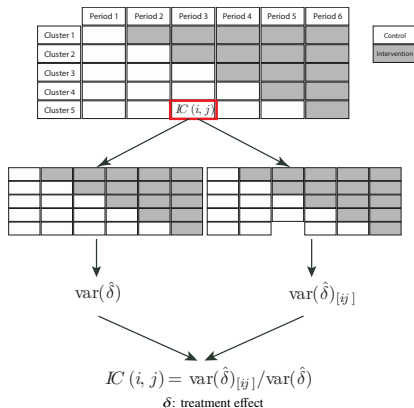 Period 1 Period 2 Period 3 Period 4 Period 5 Period 6
Cluster 1
Cluster 2
Cluster 3
Cluster 4
Cluster 5
IC (i, j)
Control
Intervention
var(δ̂)
var(δ̂)[ij]
IC (i, j) = var(δ̂)[ij]/var(δ̂)
δ: treatment effect